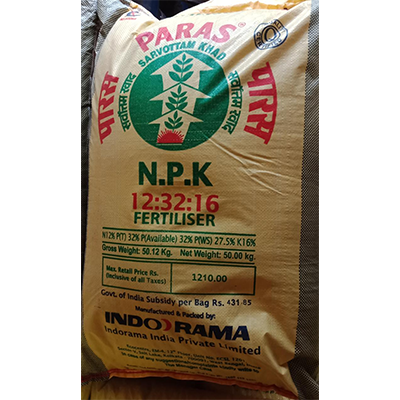 PARAS
SARVOTTAM KHAD
पारस
सर्वोत्तम खाद
सर्वोत्तम खाद
पारस
N.P.K
12:32:16
FERTILISER
N12% P(T) 32% P(Available) 32% P(WS) 27.5% K16%
Gross Weight: 50.12 Kg. Net Weight: 50.00 kg.
Max. Retail Price Rs.
(Inclusive of all Taxes)
1210.00
Govt. of India Subsidy per Bag Rs. 431.85
Manufactured & Packed by:
INDORAMA
Indorama India Private Limited